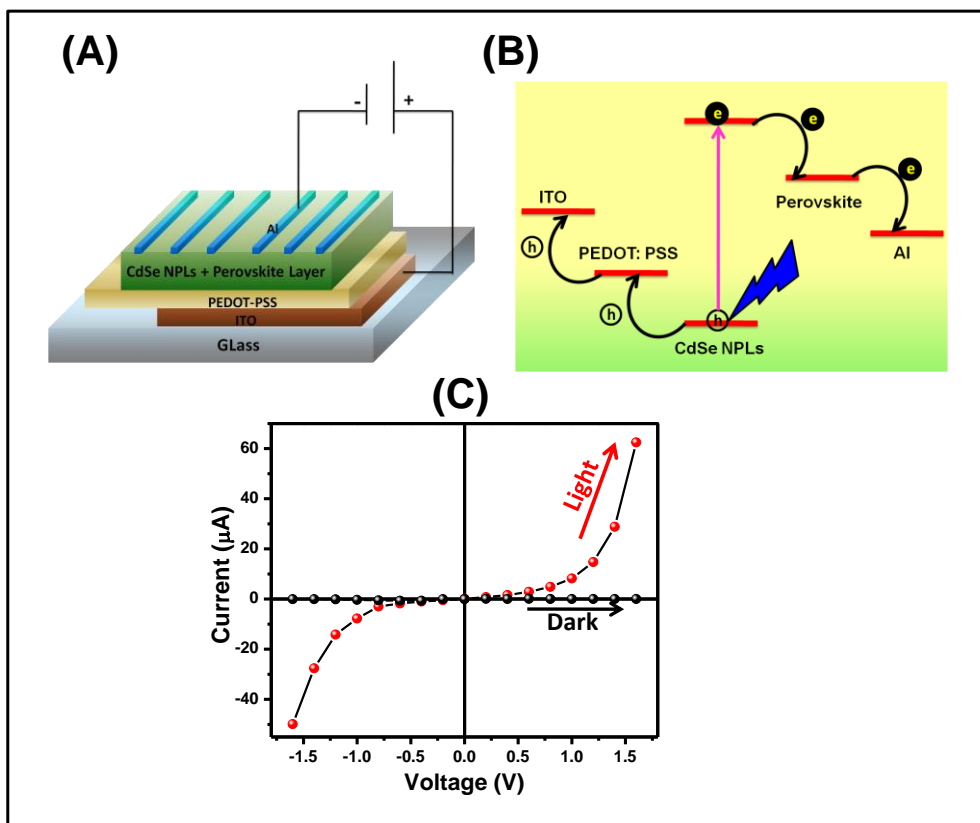 (A)
- +
Al
CdSe NPLs + Perovskite Layer
PEDOT-PSS
ITO
GLass
(B)
e
e
e
ITO
Perovskite
h
PEDOT: PSS
Al
h
h
CdSe NPLs
(C)
Current (μA)
60
40
20
0
-20
-40
Light
Dark
-1.5 -1.0 -0.5 0.0 0.5 1.0 1.5
Voltage (V)